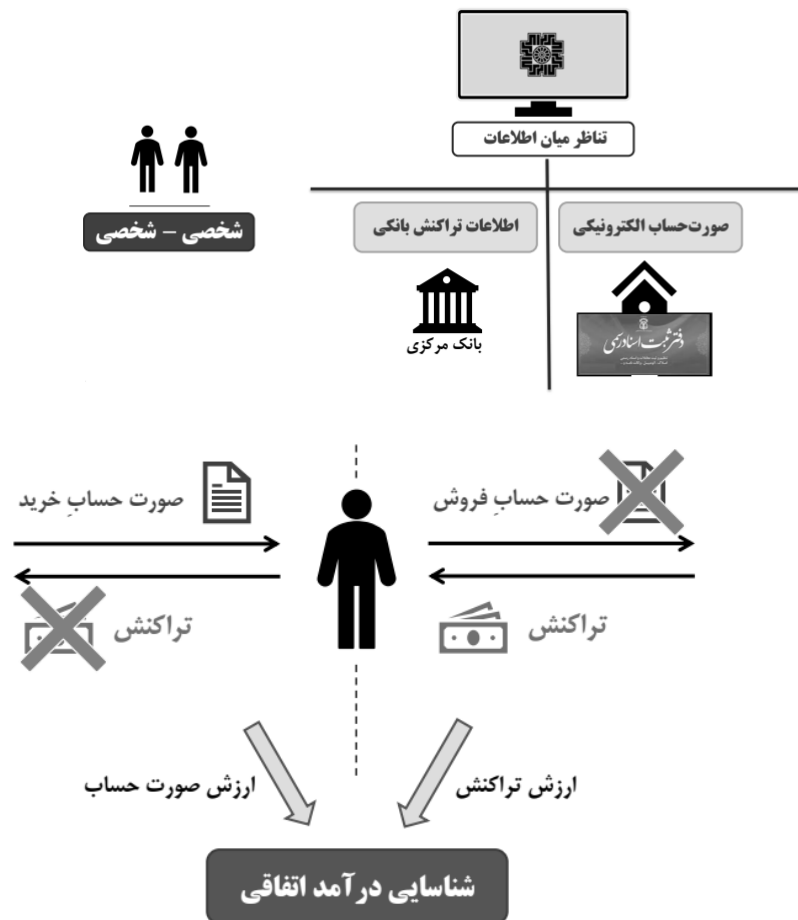 تناظر میان اطلاعات
شخصی – شخصی
اطلاعات تراکنش بانکی
صورت‌حساب الکترونیکی
بانک مرکزی
دفتر ثبت اسناد رسمی
صورت حسابِ فروش
صورت حسابِ خرید
تراکنش
تراکنش
ارزش تراکنش
ارزش صورت حساب
شناسایی درآمد اتفاقی